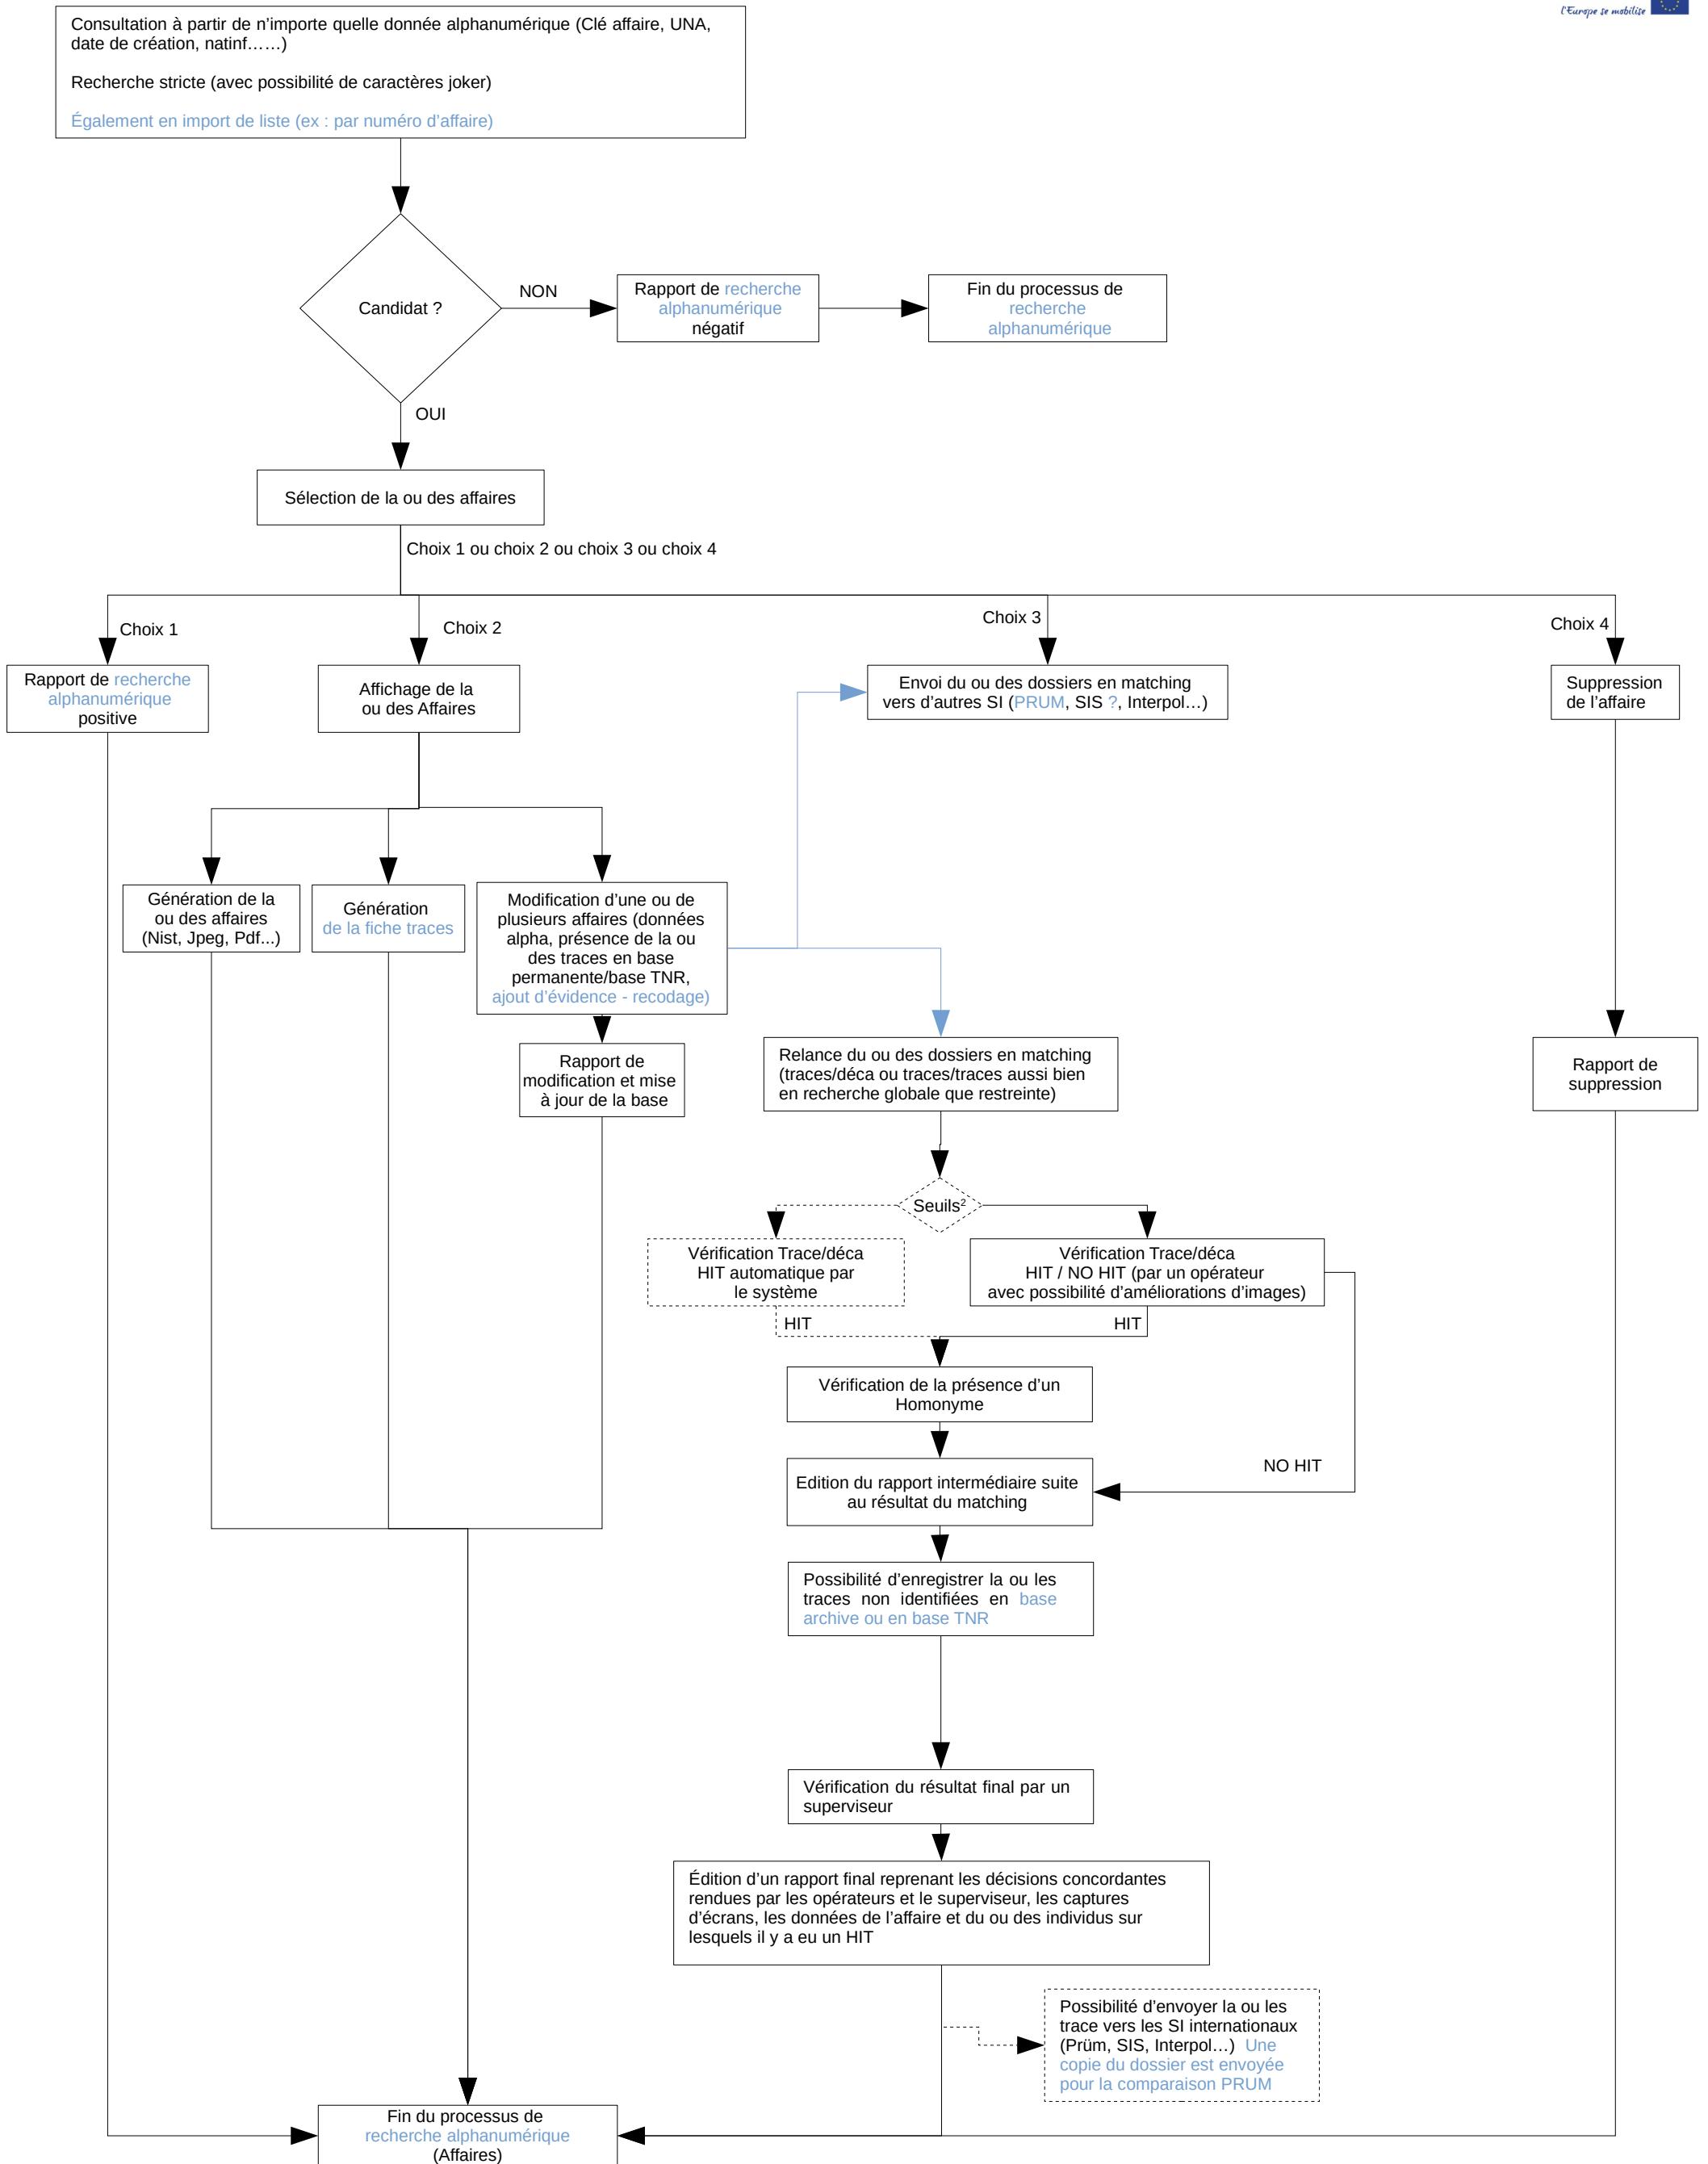 l'Europe se mobilise
Consultation à partir de n’importe quelle donnée alphanumérique (Clé affaire, UNA,
date de création, natinf……)
Recherche stricte (avec possibilité de caractères joker)
Également en import de liste (ex : par numéro d’affaire)
Candidat ?
NON
Rapport de recherche
alphanumérique
négatif
Fin du processus de
recherche
alphanumérique
OUI
Sélection de la ou des affaires
Choix 1 ou choix 2 ou choix 3 ou choix 4
Choix 1
Choix 2
Choix 3
Choix 4
Rapport de recherche
alphanumérique
positive
Affichage de la
ou des Affaires
Envoi du ou des dossiers en matching
vers d’autres SI (PRUM, SIS ?, Interpol…)
Suppression
de l’affaire
Génération de la
ou des affaires
(Nist, Jpeg, Pdf...)
Génération
de la fiche traces
Modification d’une ou de
plusieurs affaires (données
alpha, présence de la ou
des traces en base
permanente/base TNR,
ajout d’évidence - recodage)
Rapport de
modification et mise
à jour de la base
Relance du ou des dossiers en matching
(traces/déca ou traces/traces aussi bien
en recherche globale que restreinte)
Rapport de
suppression
Seuils²
Vérification Trace/déca
HIT automatique par
le système
Vérification Trace/déca
HIT / NO HIT (par un opérateur
avec possibilité d’améliorations d’images)
HIT
HIT
Vérification de la présence d’un
Homonyme
NO HIT
Edition du rapport intermédiaire suite
au résultat du matching
Possibilité d’enregistrer la ou les
traces non identifiées en base
archive ou en base TNR
Vérification du résultat final par un
superviseur
Édition d’un rapport final reprenant les décisions concordantes
rendues par les opérateurs et le superviseur, les captures
d’écrans, les données de l’affaire et du ou des individus sur
lesquels il y a eu un HIT
Possibilité d’envoyer la ou les
trace vers les SI internationaux
(Prüm, SIS, Interpol…) Une
copie du dossier est envoyée
pour la comparaison PRUM
Fin du processus de
recherche alphanumérique
(Affaires)